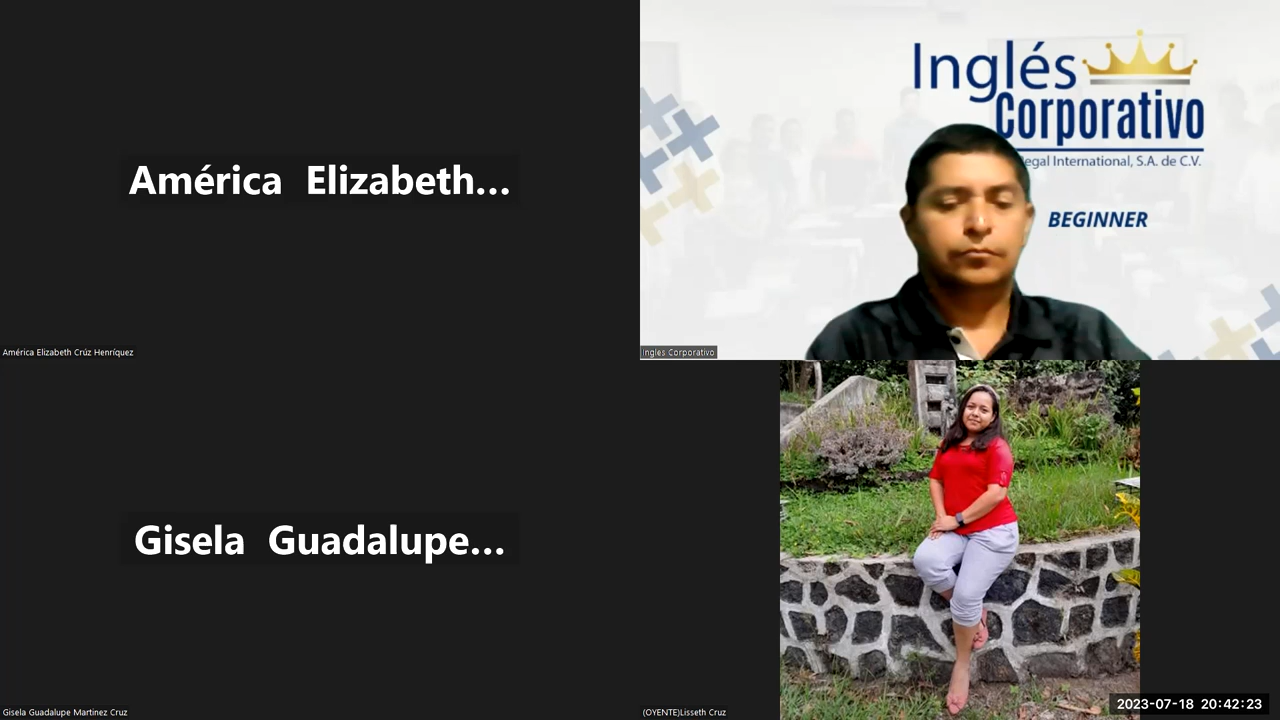 América Elizabeth...
América Elizabeth Crúz Henríquez
Inglés
Corporativo
legal International, S.A. de C.V.
BEGINNER
Ingles Corporativo
Gisela Guadalupe...
Gisela Guadalupe Martinez Cruz
(OYENTE)Lisseth Cruz
2023-07-18 20:42:23